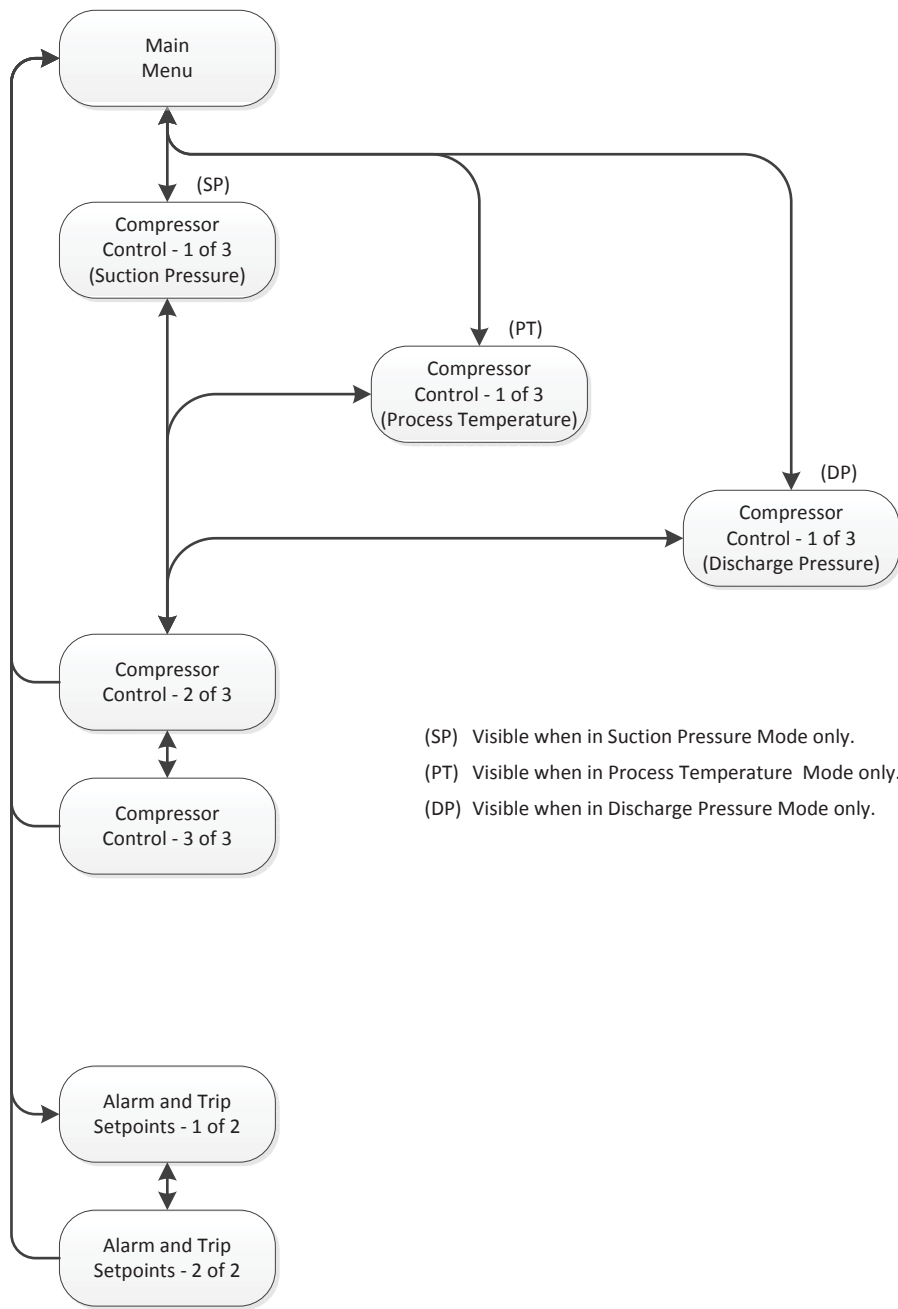 Main
Menu
(SP)
Compressor
Control - 1 of 3
(Suction Pressure)
(PT)
Compressor
Control - 1 of 3
(Process Temperature)
(DP)
Compressor
Control - 1 of 3
(Discharge Pressure)
Compressor
Control - 2 of 3
(SP) Visible when in Suction Pressure Mode only.
(PT) Visible when in Process Temperature Mode only.
(DP) Visible when in Discharge Pressure Mode only.
Compressor
Control - 3 of 3
Alarm and Trip
Setpoints - 1 of 2
Alarm and Trip
Setpoints - 2 of 2